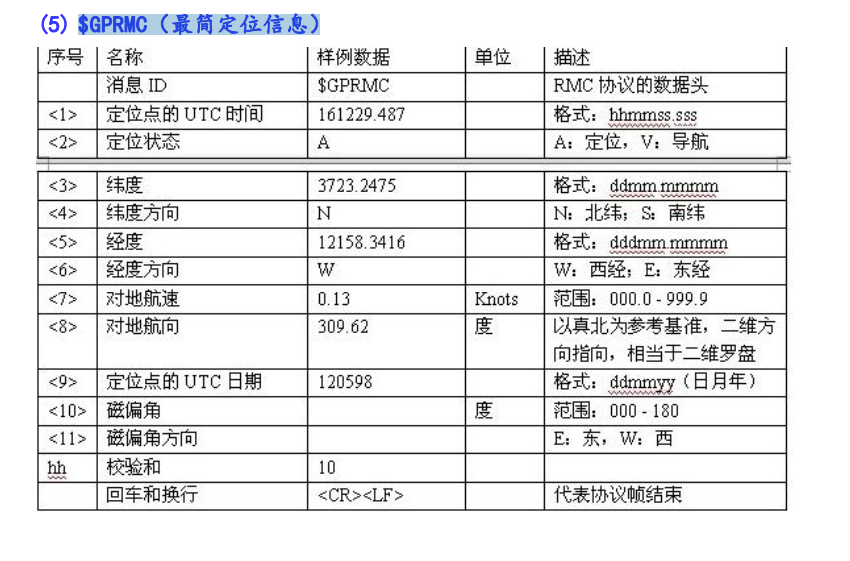 (5) $GPRMC（最简定位信息）
序号 名称 样例数据 单位 描述
消息 ID $GPRMC RMC 协议的数据头
<1> 定位点的 UTC 时间 161229.487 格式：hhmmss.sss
<2> 定位状态 A A：定位，V：导航
<3> 纬度 3723.2475 格式：ddmm.mmmm
<4> 纬度方向 N N：北纬；S：南纬
<5> 经度 12158.3416 格式：dddmm.mmmm
<6> 经度方向 W W：西经；E：东经
<7> 对地航速 0.13 Knots 范围：000.0 - 999.9
<8> 对地航向 309.62 度 以真北为参考基准，二维方
向指向，相当于二维罗盘
<9> 定位点的 UTC 日期 120598 格式：ddmmyy（日月年）
<10> 磁偏角 度 范围：000 - 180
<11> 磁偏角方向 E：东，W：西
hh 校验和 10
回车和换行 <CR><LF> 代表协议帧结束